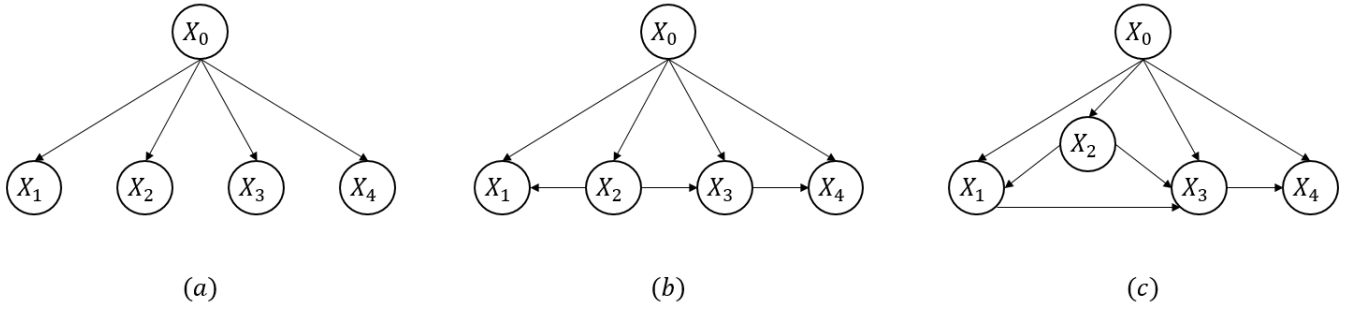 X₀ X₀ X₀
X₂
X₁ X₂ X₃ X₄ X₁ X₂ X₃ X₄ X₁ X₃ X₄
(a) (b) (c)